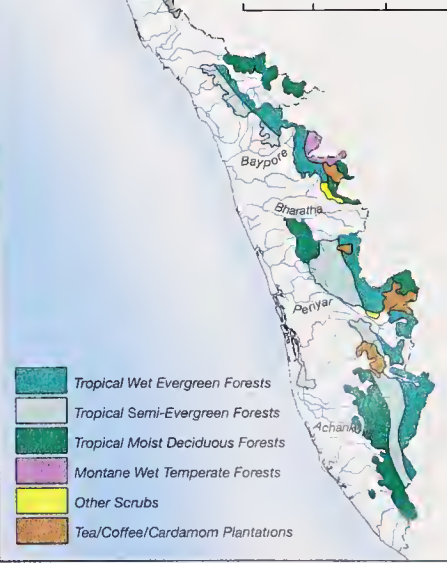 Baypore
Bharatha
Periyar
Achankovil
Tropical Wet Evergreen Forests
Tropical Semi-Evergreen Forests
Tropical Moist Deciduous Forests
Montane Wet Temperate Forests
Other Scrubs
Tea/Coffee/Cardamom Plantations